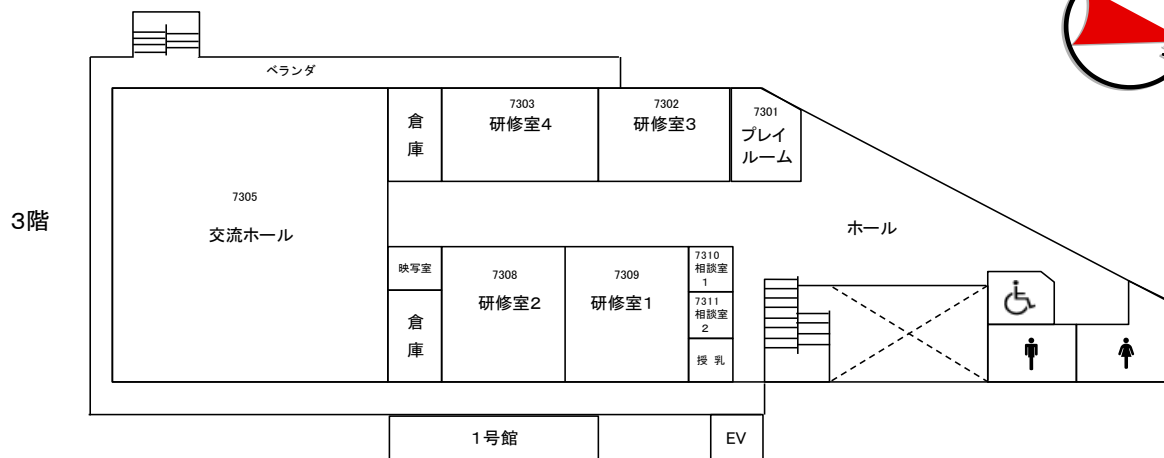 ベランダ
7303
研修室4
7302
研修室3
7301
プレイ
ルーム
倉
庫
3階
7305
交流ホール
ホール
映写室
7308
研修室2
7309
研修室1
7310
相談室
1
7311
相談室
2
倉
庫
授 乳
1号館
EV